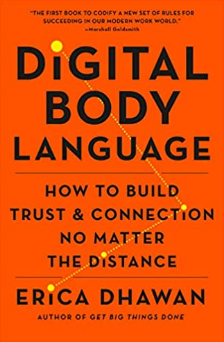 "THE FIRST BOOK TO CODIFY A NEW SET OF RULES FOR
SUCCEEDING IN OUR MODERN WORK WORLD."
—Marshall Goldsmith
DiGITAL
BODY
LANGUAGE
HOW TO BUILD
TRUST & CONNECTION
NO MATTER
THE DISTANCE
ERiCA DHAWAN
AUTHOR OF GET BIG THINGS DONE